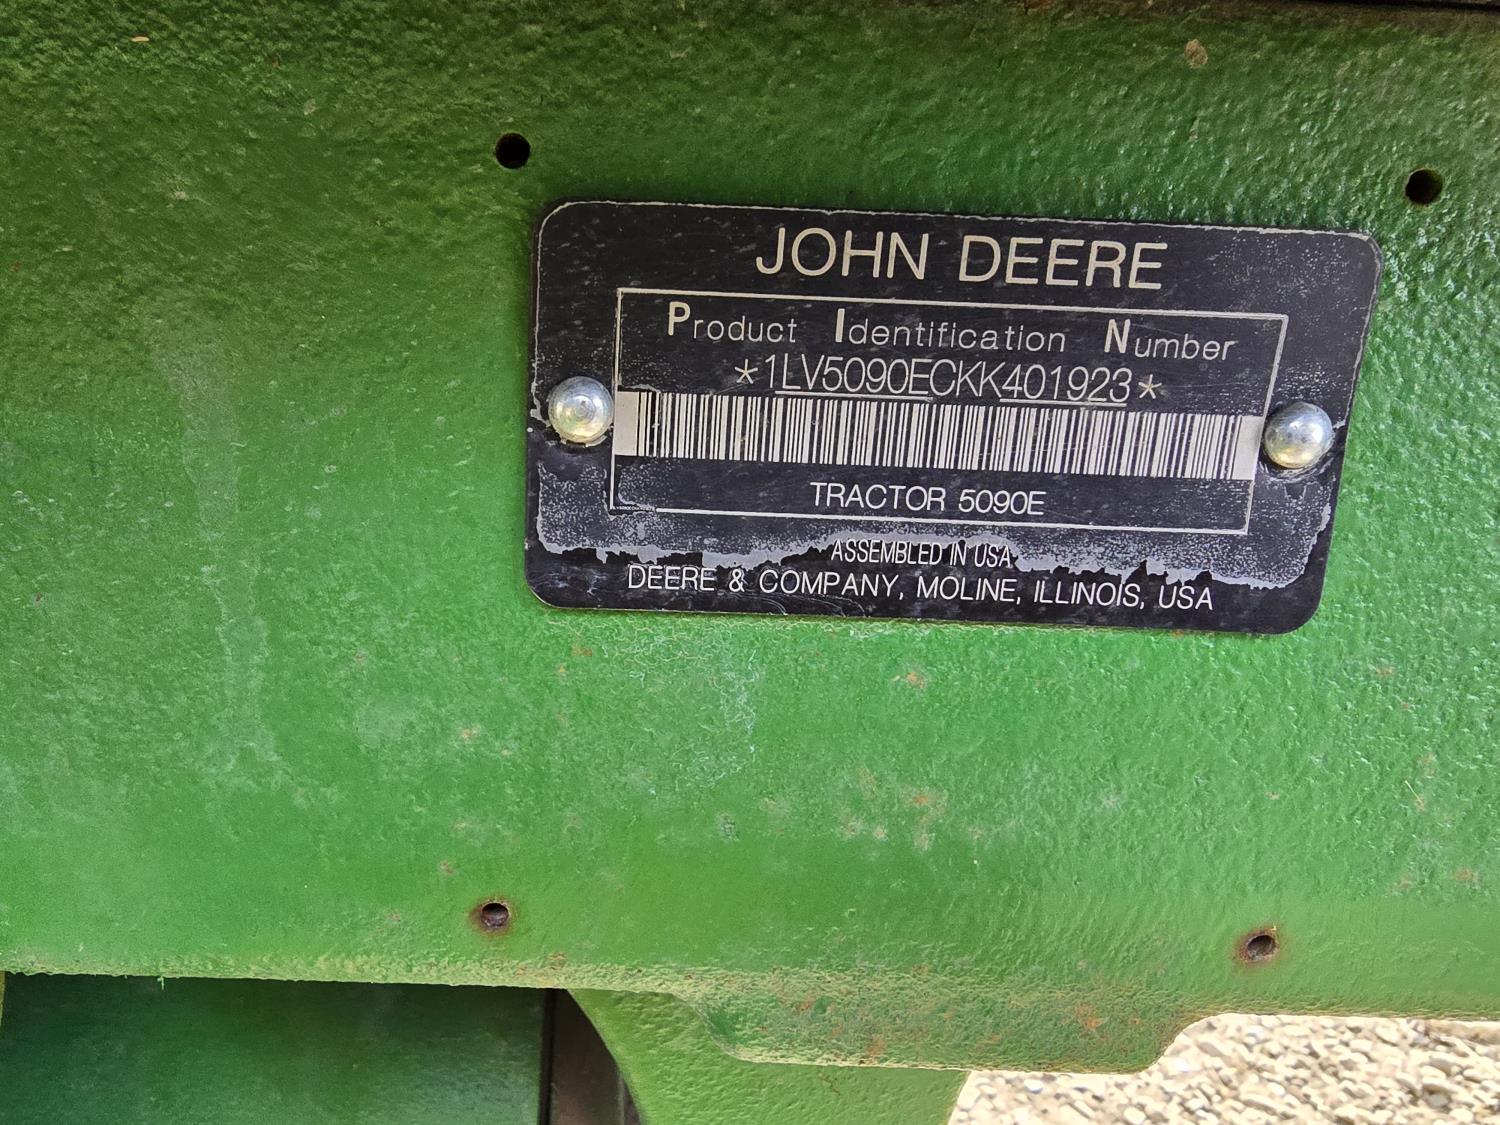 JOHN DEERE
Product Identification Number
*1LV5090ECKK401923*
TRACTOR 5090E
ASSEMBLED IN USA
DEERE & COMPANY, MOLINE, ILLINOIS, USA